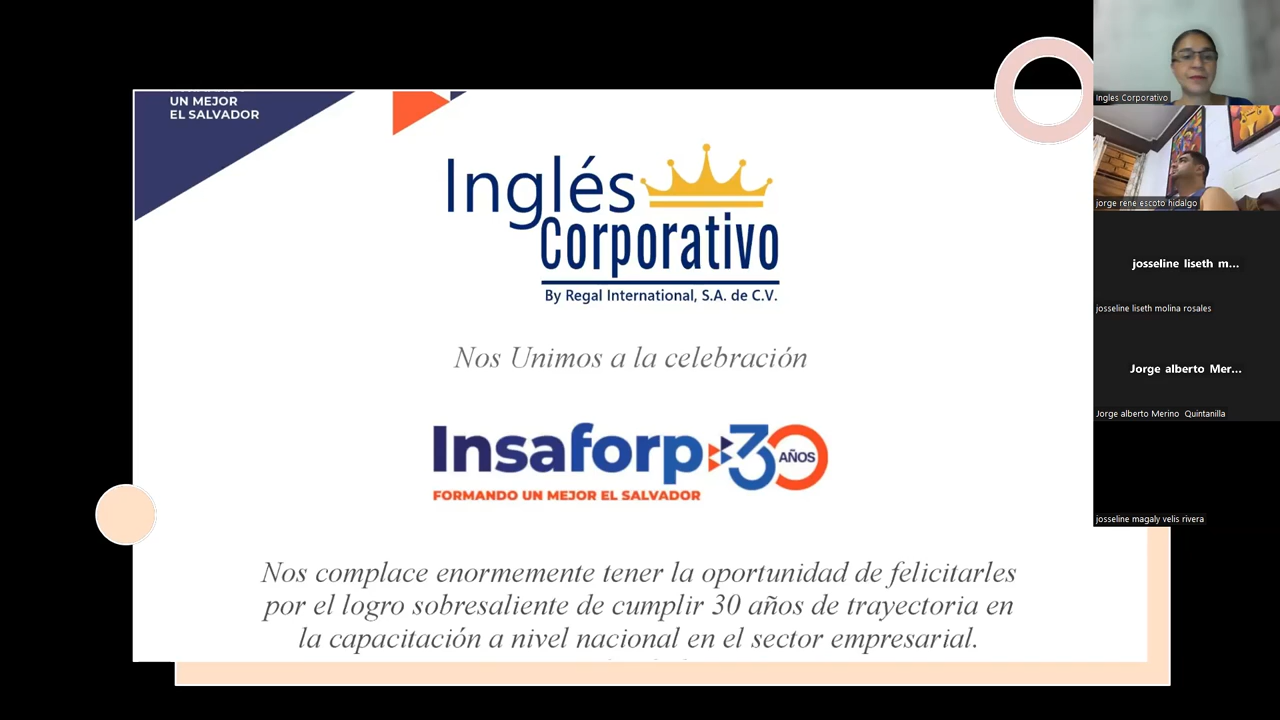 UN MEJOR
EL SALVADOR
Inglés
Corporativo
By Regal International, S.A. de C.V.
Nos Unimos a la celebración
Insaforp 30 AÑOS
FORMANDO UN MEJOR EL SALVADOR
Nos complace enormemente tener la oportunidad de felicitarles
por el logro sobresaliente de cumplir 30 años de trayectoria en
la capacitación a nivel nacional en el sector empresarial.
Ingles Corporativo
jorge rene escoto hidalgo
josseline liseth m...
josseline liseth molina rosales
Jorge alberto Mer...
Jorge alberto Merino Quintanilla
josseline magaly velis rivera